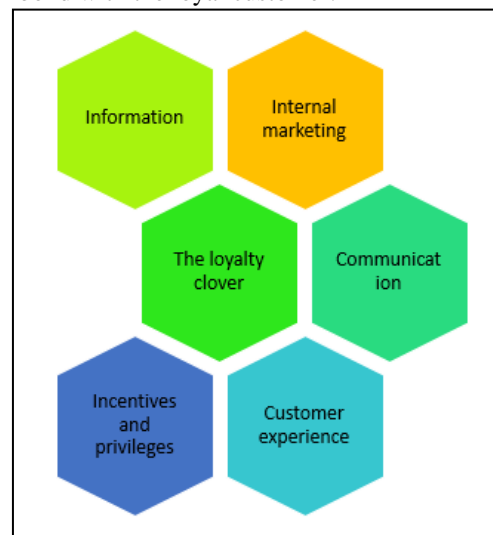 Information
Internal
marketing
The loyalty
clover
Communicat
ion
Incentives
and
privileges
Customer
experience